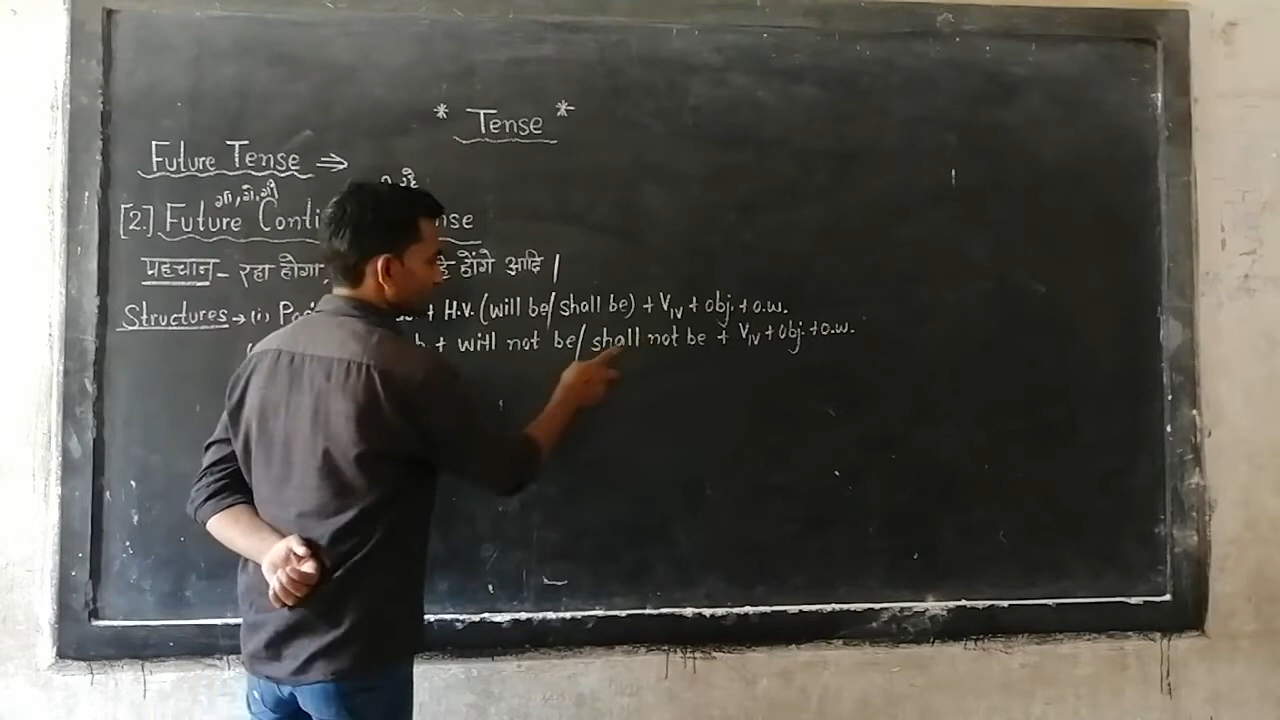 * Tense *
Future Tense ⇒
गा, गे, गी रहे
[2.] Future Conti nse
पहचान - रहा होगा, होंगे आदि |
Structures → (i) + H.V. (will be/ shall be) + V_IV + obj. + o.w.
+ will not be/ shall not be + V_IV + obj. + o.w.